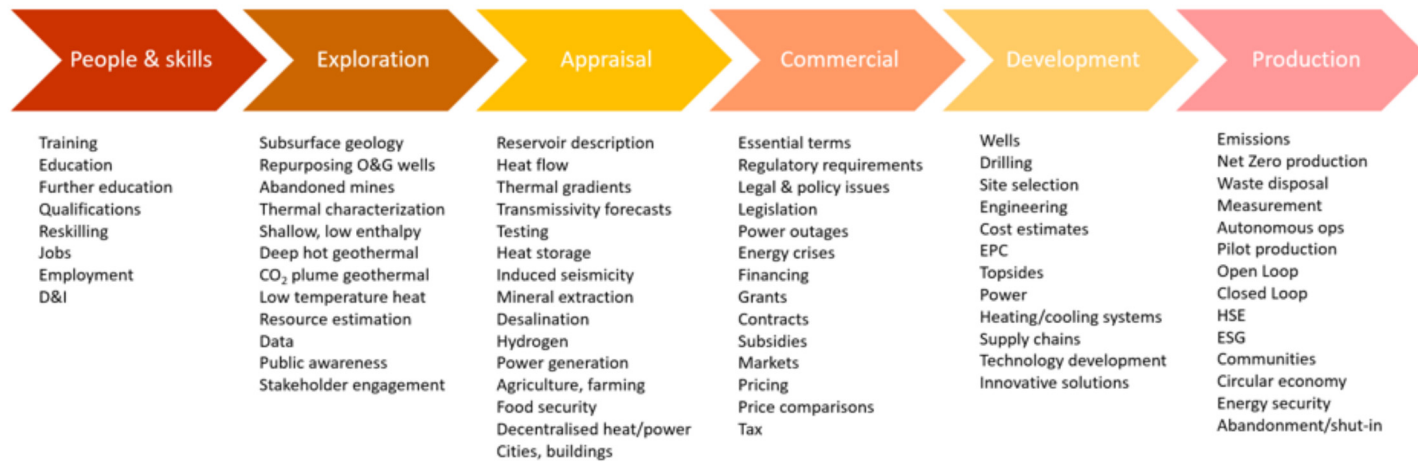 People & skills
Exploration
Appraisal
Commercial
Development
Production
Training
Education
Further education
Qualifications
Reskilling
Jobs
Employment
D&I
Subsurface geology
Repurposing O&G wells
Abandoned mines
Thermal characterization
Shallow, low enthalpy
Deep hot geothermal
CO₂ plume geothermal
Low temperature heat
Resource estimation
Data
Public awareness
Stakeholder engagement
Reservoir description
Heat flow
Thermal gradients
Transmissivity forecasts
Testing
Heat storage
Induced seismicity
Mineral extraction
Desalination
Hydrogen
Power generation
Agriculture, farming
Food security
Decentralised heat/power
Cities, buildings
Essential terms
Regulatory requirements
Legal & policy issues
Legislation
Power outages
Energy crises
Financing
Grants
Contracts
Subsidies
Markets
Pricing
Price comparisons
Tax
Wells
Drilling
Site selection
Engineering
Cost estimates
EPC
Topsides
Power
Heating/cooling systems
Supply chains
Technology development
Innovative solutions
Emissions
Net Zero production
Waste disposal
Measurement
Autonomous ops
Pilot production
Open Loop
Closed Loop
HSE
ESG
Communities
Circular economy
Energy security
Abandonment/shut-in